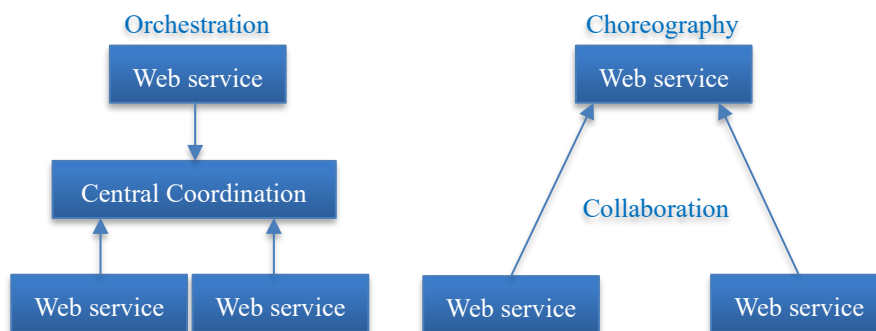 Orchestration
Web service
Central Coordination
Web service
Web service
Choreography
Web service
Collaboration
Web service
Web service